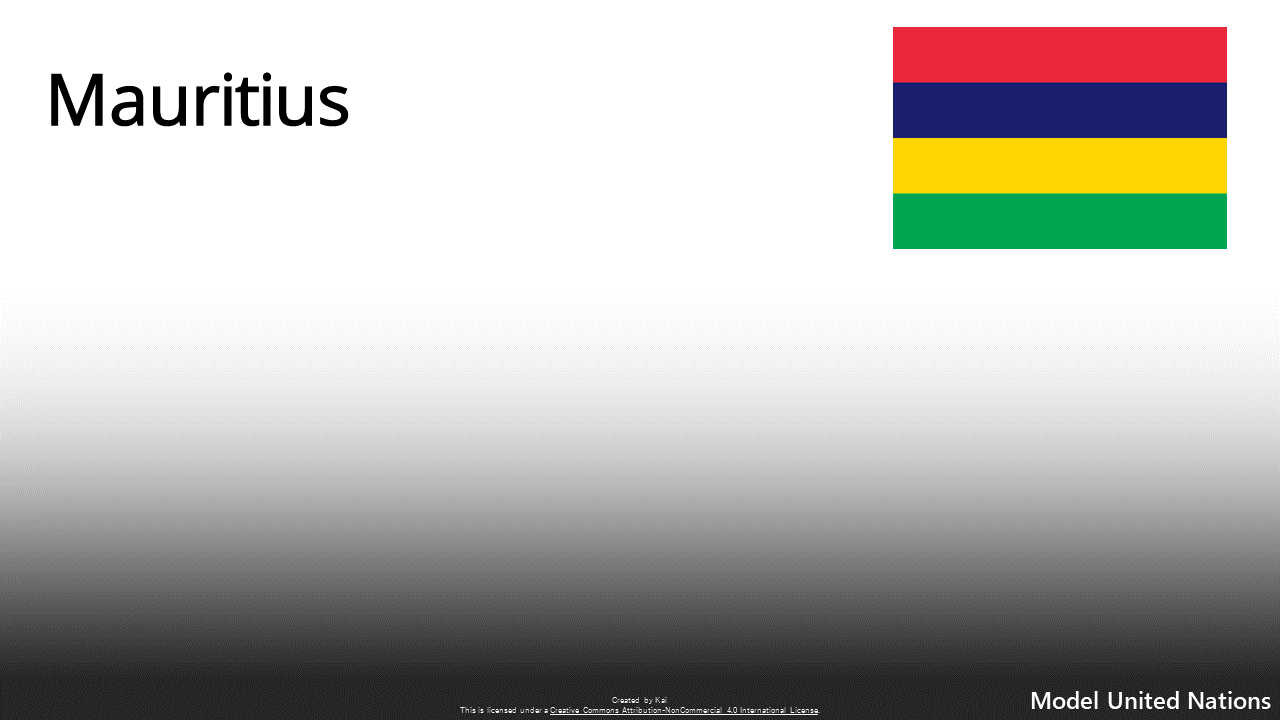 Mauritius
Created by Kai
This is licensed under a Creative Commons Attribution-NonCommercial 4.0 International License.
Model United Nations